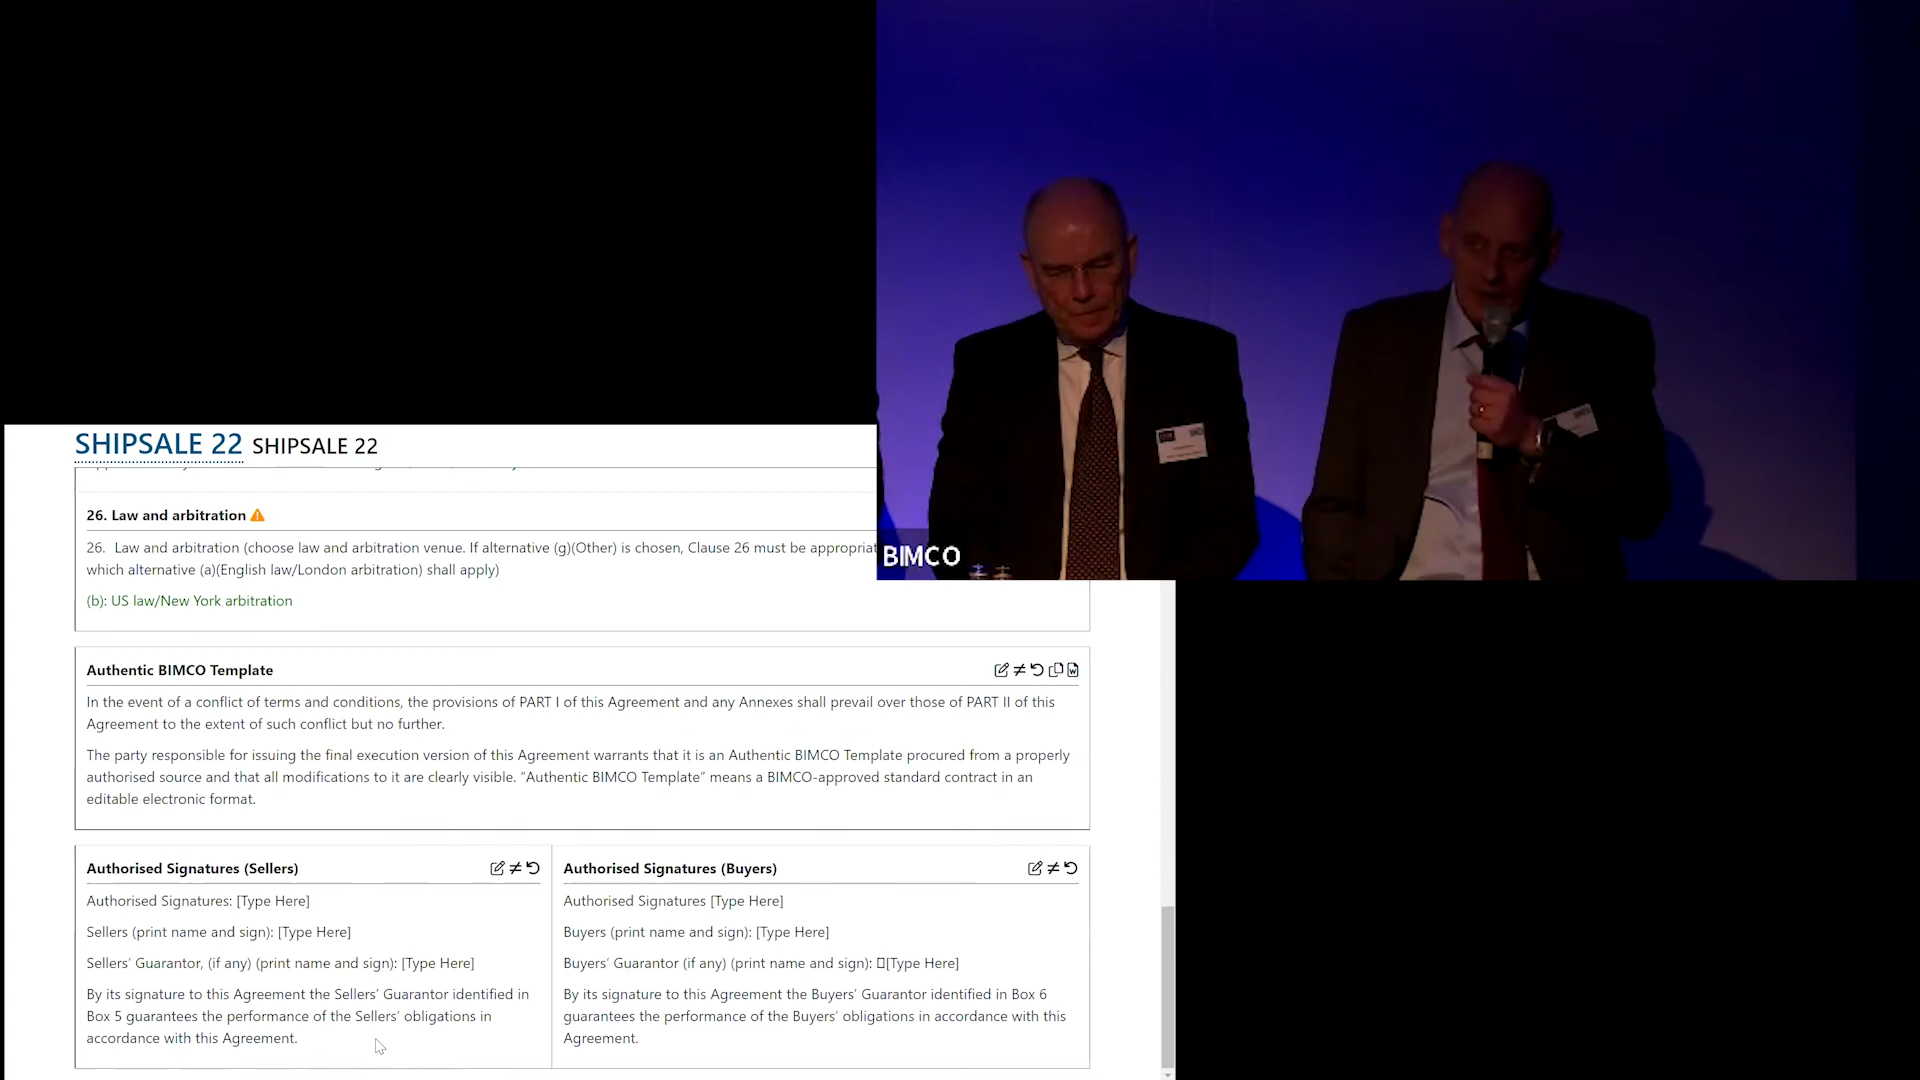 SHIPSALE 22 SHIPSALE 22
26. Law and arbitration
26. Law and arbitration (choose law and arbitration venue. If alternative (g)(Other) is chosen, Clause 26 must be appropriat
which alternative (a)(English law/London arbitration) shall apply)
(b): US law/New York arbitration
BIMCO
Authentic BIMCO Template
In the event of a conflict of terms and conditions, the provisions of PART I of this Agreement and any Annexes shall prevail over those of PART II of this
Agreement to the extent of such conflict but no further.
The party responsible for issuing the final execution version of this Agreement warrants that it is an Authentic BIMCO Template procured from a properly
authorised source and that all modifications to it are clearly visible. “Authentic BIMCO Template” means a BIMCO-approved standard contract in an
editable electronic format.
Authorised Signatures (Sellers)
Authorised Signatures: [Type Here]
Sellers (print name and sign): [Type Here]
Sellers’ Guarantor, (if any) (print name and sign): [Type Here]
By its signature to this Agreement the Sellers’ Guarantor identified in
Box 5 guarantees the performance of the Sellers’ obligations in
accordance with this Agreement.
Authorised Signatures (Buyers)
Authorised Signatures [Type Here]
Buyers (print name and sign): [Type Here]
Buyers’ Guarantor (if any) (print name and sign): [Type Here]
By its signature to this Agreement the Buyers’ Guarantor identified in Box 6
guarantees the performance of the Buyers’ obligations in accordance with this
Agreement.